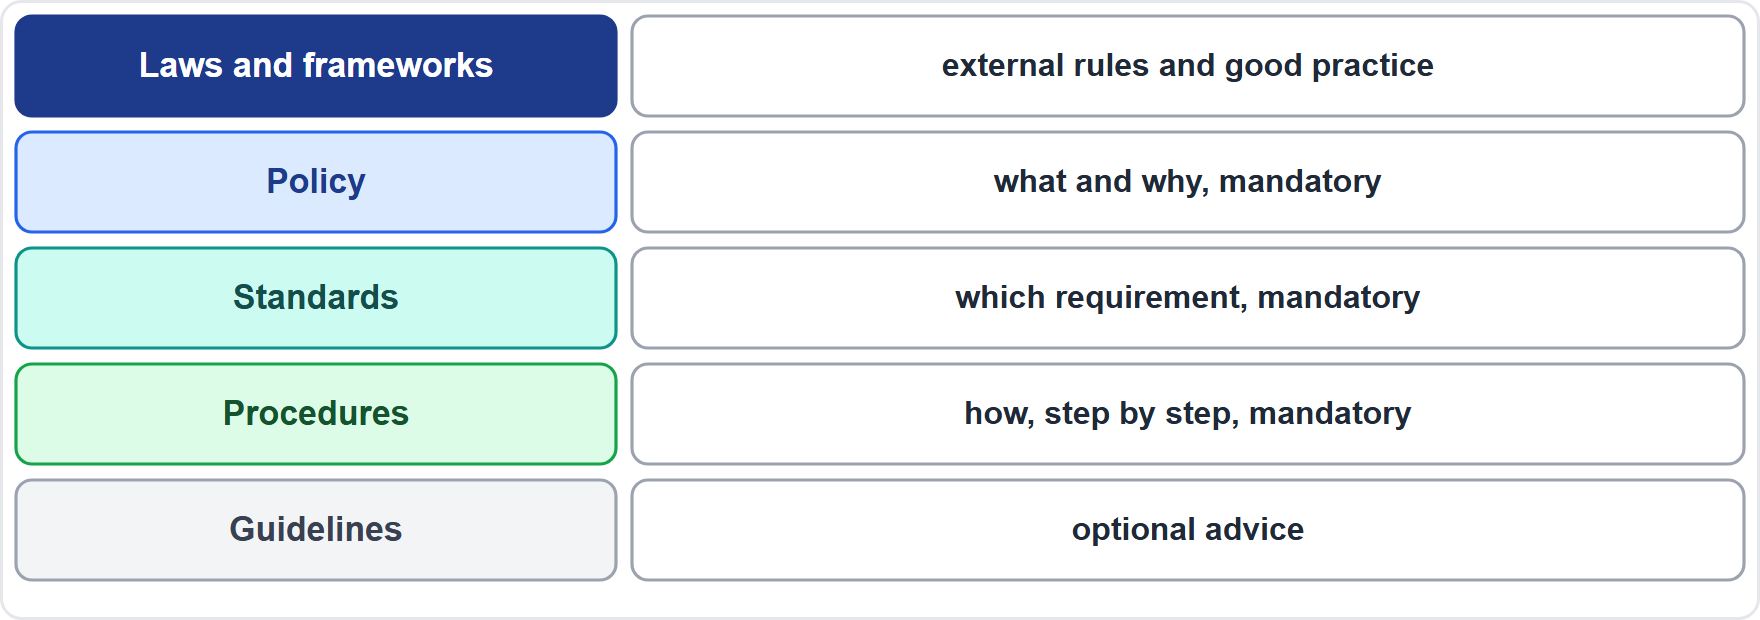 Laws and frameworks
external rules and good practice
Policy
what and why, mandatory
Standards
which requirement, mandatory
Procedures
how, step by step, mandatory
Guidelines
optional advice